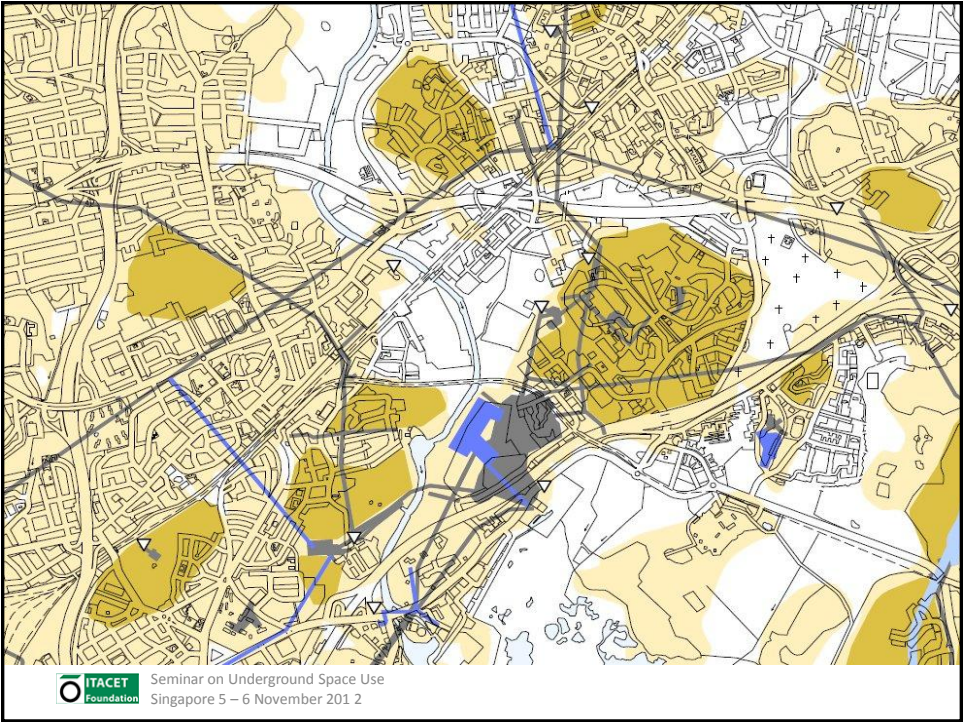 ITACET
Foundation
Seminar on Underground Space Use
Singapore 5 – 6 November 201 2